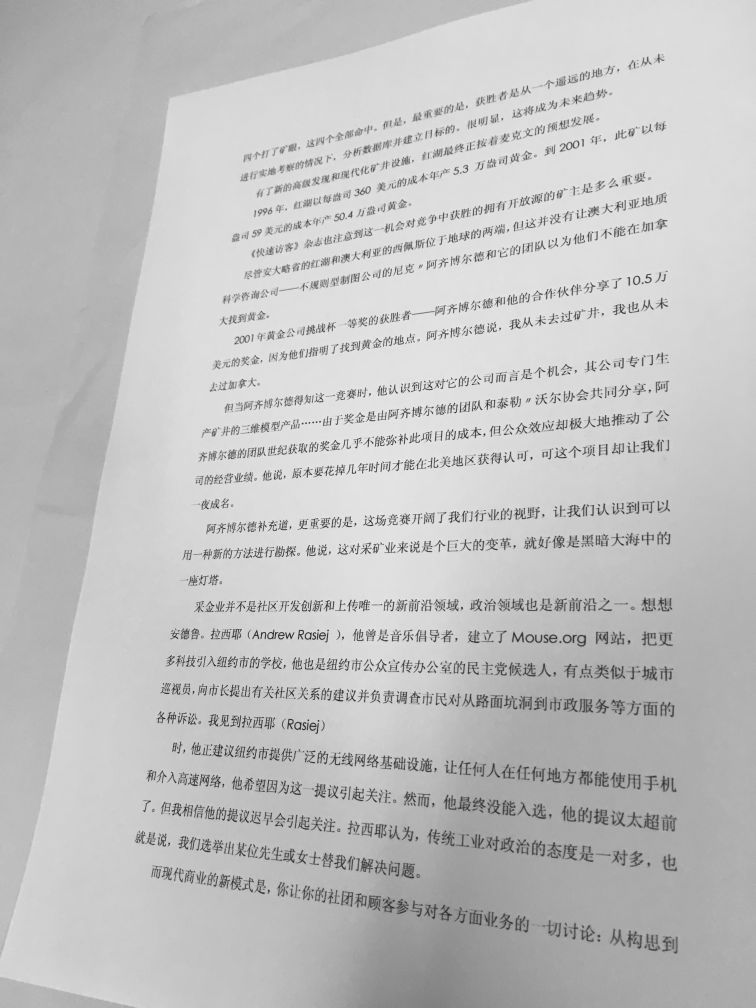 四个打了矿眼，这四个全部命中。但是，最重要的是，获胜者是从一个遥远的地方，在从未
进行实地考察的情况下，分析数据库并建立目标的。很明显，这将成为未来趋势。
有了新的高级发现和现代化矿井设施，红湖最终正按着麦克文的预想发展。
1996 年，红湖以每盎司 360 美元的成本年产 5.3 万盎司黄金。到 2001 年，此矿以每
盎司 59 美元的成本年产 50.4 万盎司黄金。
《快速访客》杂志也注意到这一机会对竞争中获胜的拥有开放源的矿主是多么重要。
尽管安大略省的红湖和澳大利亚的西佩斯位于地球的两端，但这并没有让澳大利亚地质
科学咨询公司——不规则型制图公司的尼克〃阿齐博尔德和它的团队以为他们不能在加拿
大找到黄金。
2001年黄金公司挑战杯一等奖的获胜者——阿齐博尔德和他的合作伙伴分享了 10.5 万
美元的奖金，因为他们指明了找到黄金的地点。阿齐博尔德说，我从未去过矿井，我也从未
去过加拿大。
但当阿齐博尔德得知这一竞赛时，他认识到这对它的公司而言是个机会，其公司专门生
产矿井的三维模型产品……由于奖金是由阿齐博尔德的团队和泰勒〃沃尔协会共同分享，阿
齐博尔德的团队世纪获取的奖金几乎不能弥补此项目的成本，但公众效应却极大地推动了公
司的经营业绩。他说，原本要花掉几年时间才能在北美地区获得认可，可这个项目却让我们
一夜成名。
阿齐博尔德补充道，更重要的是，这场竞赛开阔了我们行业的视野，让我们认识到可以
用一种新的方法进行勘探。他说，这对采矿业来说是个巨大的变革，就好像是黑暗大海中的
一座灯塔。
采金业并不是社区开发创新和上传唯一的新前沿领域，政治领域也是新前沿之一。想想
安德鲁。拉西耶（Andrew Rasiej ），他曾是音乐倡导者，建立了 Mouse.org 网站，把更
多科技引入纽约市的学校，他也是纽约市公众宣传办公室的民主党候选人，有点类似于城市
巡视员，向市长提出有关社区关系的建议并负责调查市民对从路面坑洞到市政服务等方面的
各种诉讼。我见到拉西耶（Rasiej）
时，他正建议纽约市提供广泛的无线网络基础设施，让任何人在任何地方都能使用手机
和介入高速网络，他希望因为这一提议引起关注。然而，他最终没能入选，他的提议太超前
了。但我相信他的提议迟早会引起关注。拉西耶认为，传统工业对政治的态度是一对多，也
就是说，我们选举出某位先生或女士替我们解决问题。
而现代商业的新模式是，你让你的社团和顾客参与对各方面业务的一切讨论：从构思到